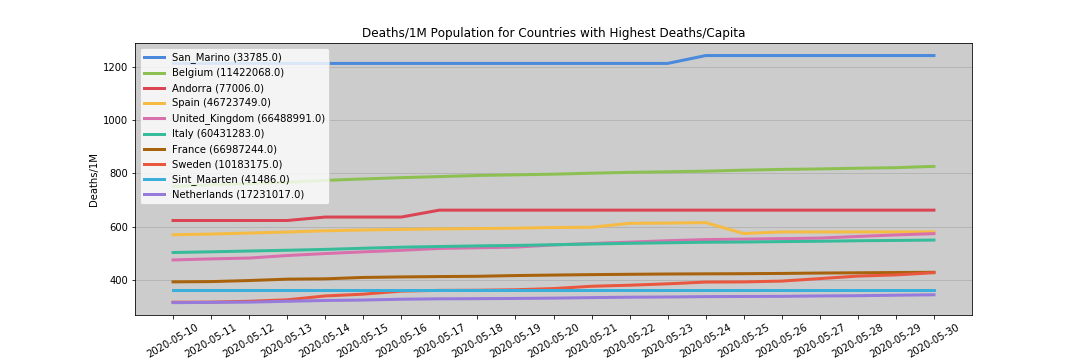 Deaths/1M Population for Countries with Highest Deaths/Capita
San_Marino (33785.0)
Belgium (11422068.0)
Andorra (77006.0)
Spain (46723749.0)
United_Kingdom (66488991.0)
Italy (60431283.0)
France (66987244.0)
Sweden (10183175.0)
Sint_Maarten (41486.0)
Netherlands (17231017.0)
Deaths/1M
1200
1000
800
600
400
2020-05-10
2020-05-11
2020-05-12
2020-05-13
2020-05-14
2020-05-15
2020-05-16
2020-05-17
2020-05-18
2020-05-19
2020-05-20
2020-05-21
2020-05-22
2020-05-23
2020-05-24
2020-05-25
2020-05-26
2020-05-27
2020-05-28
2020-05-29
2020-05-30